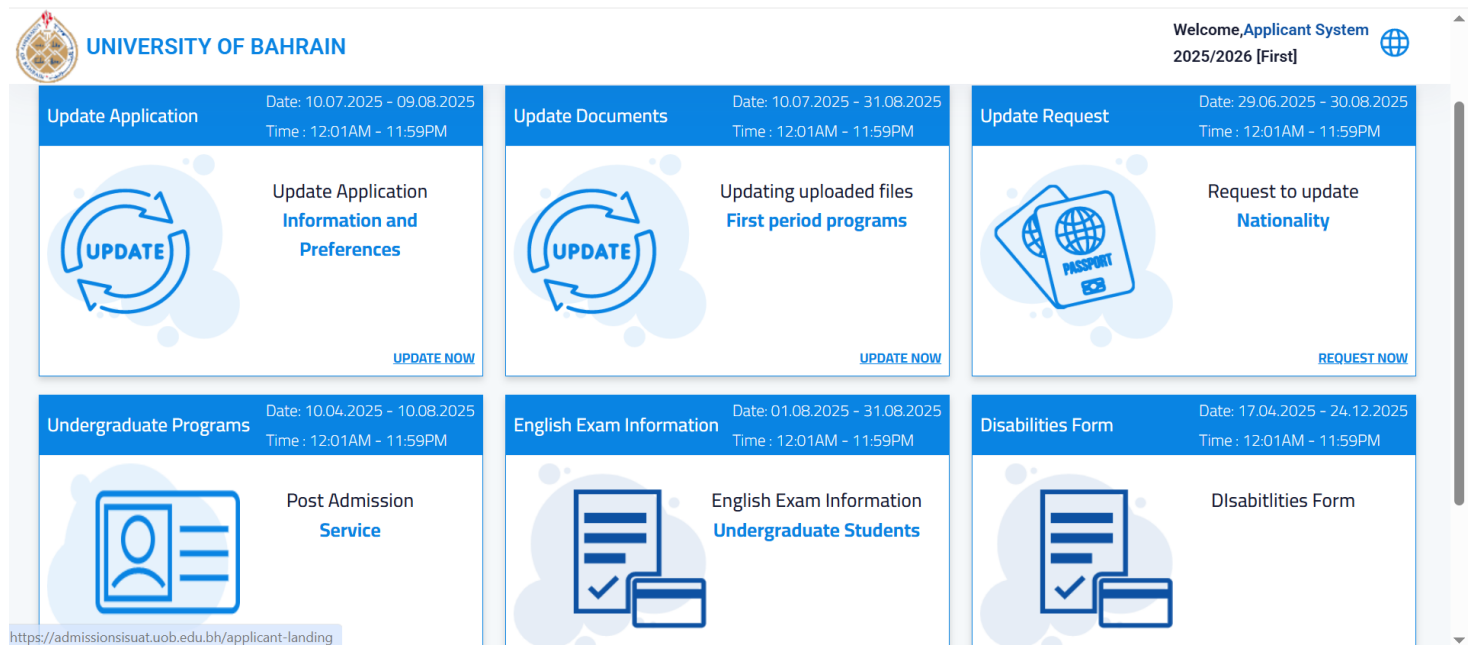 UNIVERSITY OF BAHRAIN
Welcome,Applicant System
2025/2026 [First]
Update Application
Date: 10.07.2025 - 09.08.2025
Time : 12:01AM - 11:59PM
UPDATE
Update Application
Information and
Preferences
UPDATE NOW
Update Documents
Date: 10.07.2025 - 31.08.2025
Time : 12:01AM - 11:59PM
UPDATE
Updating uploaded files
First period programs
UPDATE NOW
Update Request
Date: 29.06.2025 - 30.08.2025
Time : 12:01AM - 11:59PM
PASSPORT
Request to update
Nationality
REQUEST NOW
Undergraduate Programs
Date: 10.04.2025 - 10.08.2025
Time : 12:01AM - 11:59PM
Post Admission
Service
English Exam Information
Date: 01.08.2025 - 31.08.2025
Time : 12:01AM - 11:59PM
English Exam Information
Undergraduate Students
Disabilities Form
Date: 17.04.2025 - 24.12.2025
Time : 12:01AM - 11:59PM
DIsabitlities Form
https://admissionsisuat.uob.edu.bh/applicant-landing